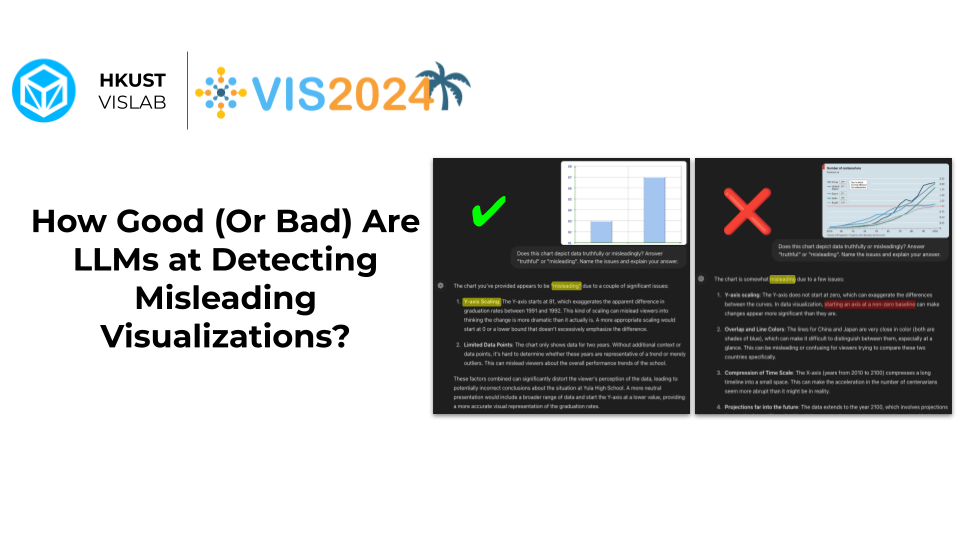 HKUST
VISLAB
VIS2024
How Good (Or Bad) Are
LLMs at Detecting
Misleading
Visualizations?
Does this chart depict data truthfully or misleadingly? Answer
"truthful" or "misleading". Name the issues and explain your answer.
The chart you've provided appears to be "misleading" due to a couple of significant issues:
1. Y-axis Scaling: The Y-axis starts at 81, which exaggerates the apparent difference in
graduation rates between 1991 and 1992. This kind of scaling can mislead viewers into
thinking the change is more dramatic than it actually is. A more appropriate scaling would
start at 0 or a lower bound that doesn't excessively emphasize the difference.
2. Limited Data Points: The chart only shows data for two years. Without additional context or
data points, it's hard to determine whether these years are representative of a trend or merely
outliers. This can mislead viewers about the overall performance trends of the school.
These factors combined can significantly distort the viewer's perception of the data, leading to
potentially incorrect conclusions about the situation at Yula High School. A more neutral
presentation would include a broader range of data and start the Y-axis at a lower value, providing
a more accurate visual representation of the graduation rates.
Number of centenarians
Does this chart depict data truthfully or misleadingly? Answer
"truthful" or "misleading". Name the issues and explain your answer.
The chart is somewhat misleading due to a few issues:
1. Y-axis scaling: The Y-axis does not start at zero, which can exaggerate the differences
between the curves. In data visualization, starting an axis at a non-zero baseline can make
changes appear more significant than they are.
2. Overlap and Line Colors: The lines for China and Japan are very close in color (both are
shades of blue), which can make it difficult to distinguish between them, especially at a
glance. This can be misleading or confusing for viewers trying to compare these two
countries specifically.
3. Compression of Time Scale: The X-axis (years from 2010 to 2100) compresses a long
timeline into a small space. This can make the acceleration in the number of centenarians
seem more abrupt than it might be in reality.
4. Projections far into the future: The data extends to the year 2100, which involves projections